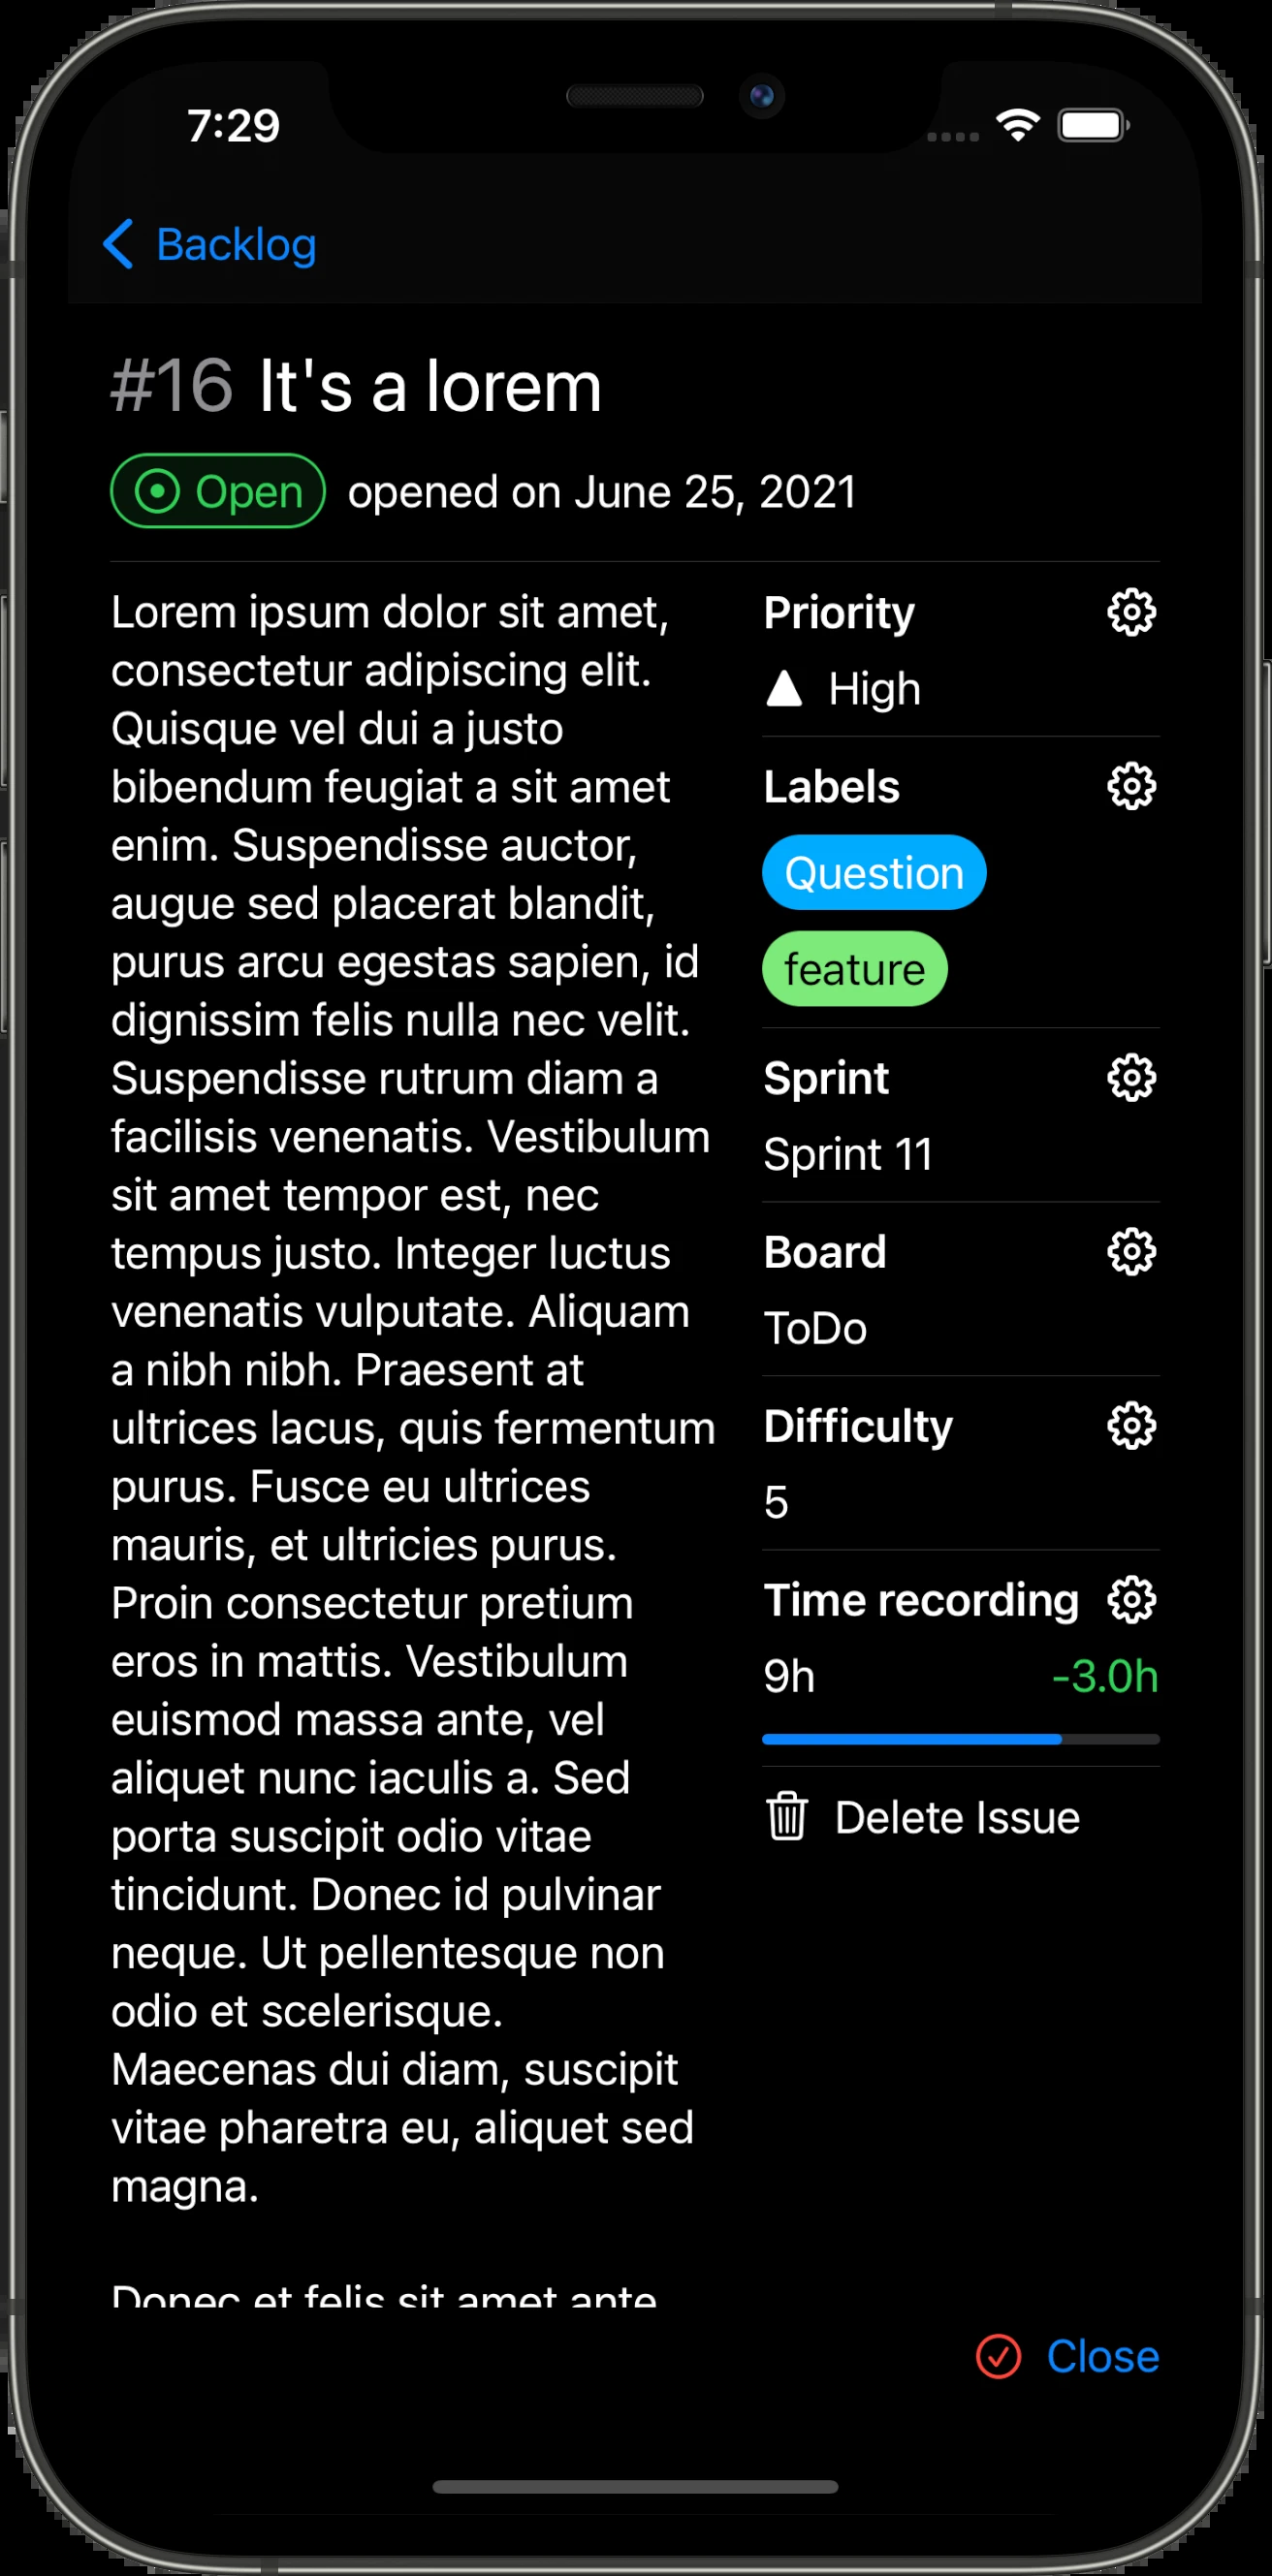 7:29
Backlog
#16 It's a lorem
Open opened on June 25, 2021
Lorem ipsum dolor sit amet,
consectetur adipiscing elit.
Quisque vel dui a justo
bibendum feugiat a sit amet
enim. Suspendisse auctor,
augue sed placerat blandit,
purus arcu egestas sapien, id
dignissim felis nulla nec velit.
Suspendisse rutrum diam a
facilisis venenatis. Vestibulum
sit amet tempor est, nec
tempus justo. Integer luctus
venenatis vulputate. Aliquam
a nibh nibh. Praesent at
ultrices lacus, quis fermentum
purus. Fusce eu ultrices
mauris, et ultricies purus.
Proin consectetur pretium
eros in mattis. Vestibulum
euismod massa ante, vel
aliquet nunc iaculis a. Sed
porta suscipit odio vitae
tincidunt. Donec id pulvinar
neque. Ut pellentesque non
odio et scelerisque.
Maecenas dui diam, suscipit
vitae pharetra eu, aliquet sed
magna.
Donec et felis sit amet ante
Priority
High
Labels
Question
feature
Sprint
Sprint 11
Board
ToDo
Difficulty
5
Time recording
9h -3.0h
Delete Issue
Close